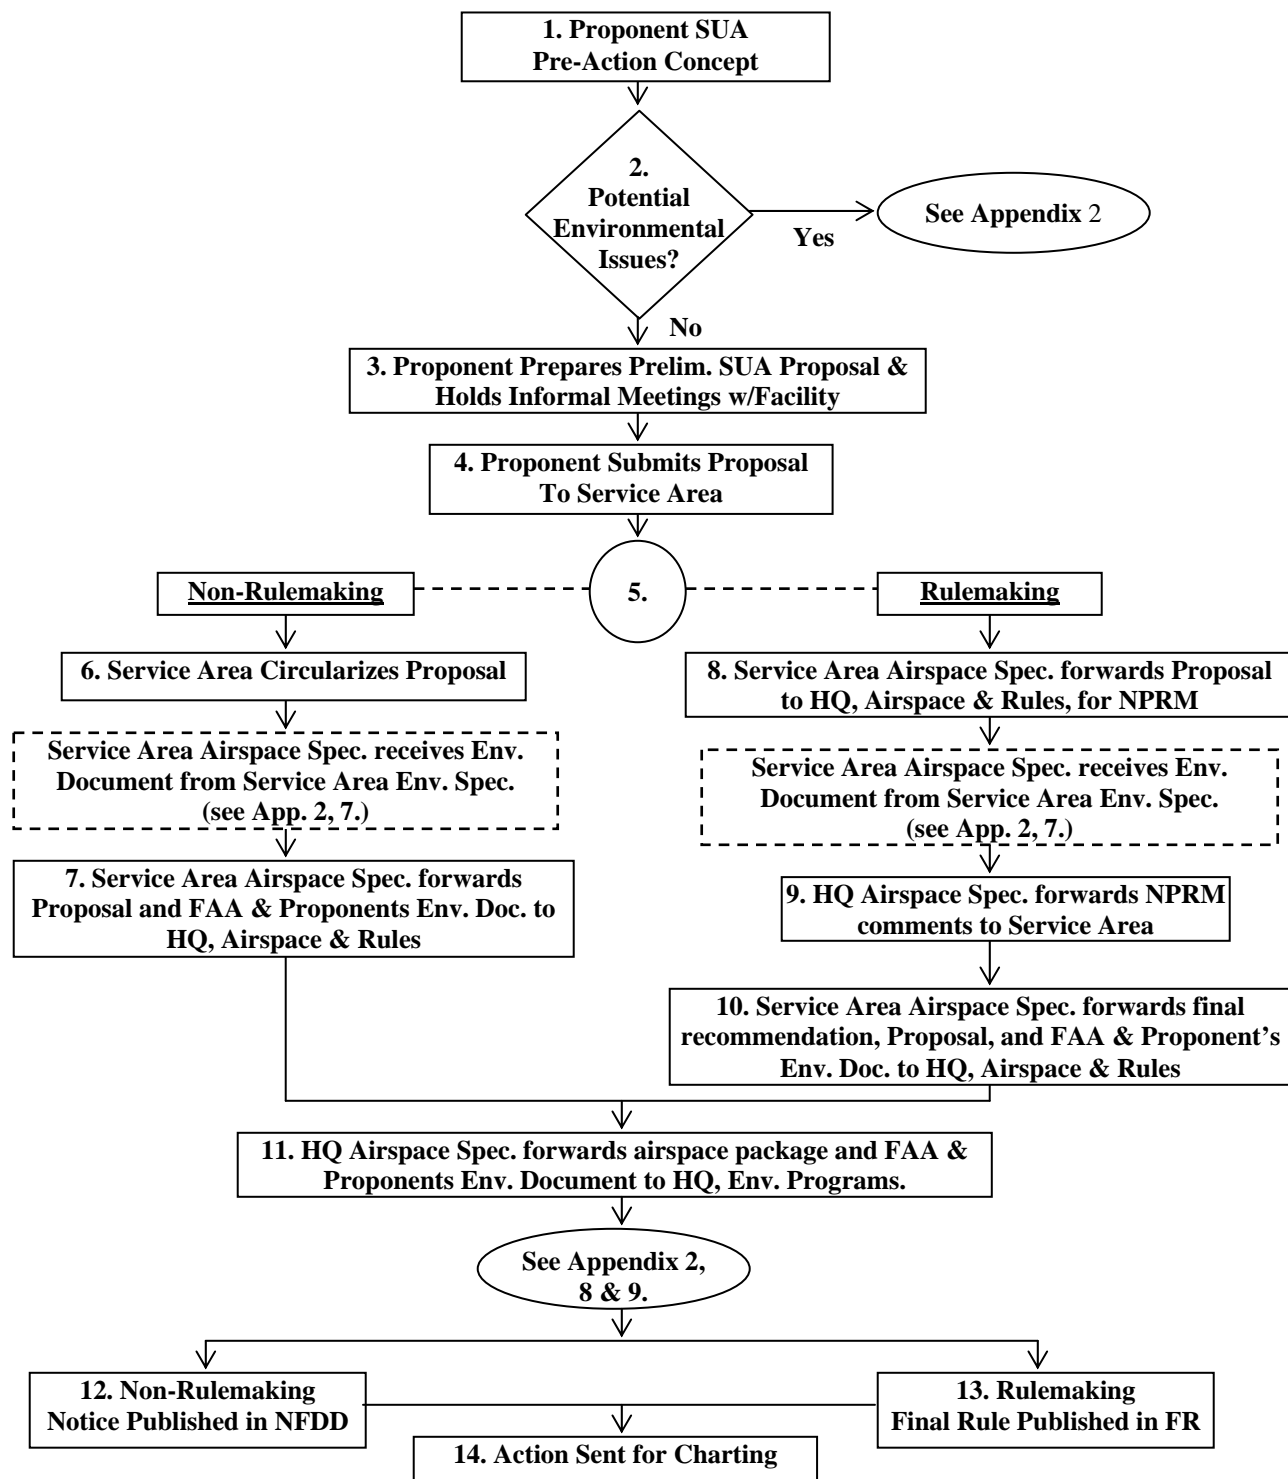 1. Proponent SUA
Pre-Action Concept
2.
Potential
Environmental
Issues?
Yes
See Appendix 2
No
3. Proponent Prepares Prelim. SUA Proposal &
Holds Informal Meetings w/Facility
4. Proponent Submits Proposal
To Service Area
5.
Non-Rulemaking
Rulemaking
6. Service Area Circularizes Proposal
Service Area Airspace Spec. receives Env.
Document from Service Area Env. Spec.
(see App. 2, 7.)
7. Service Area Airspace Spec. forwards
Proposal and FAA & Proponents Env. Doc. to
HQ, Airspace & Rules
8. Service Area Airspace Spec. forwards Proposal
to HQ, Airspace & Rules, for NPRM
Service Area Airspace Spec. receives Env.
Document from Service Area Env. Spec.
(see App. 2, 7.)
9. HQ Airspace Spec. forwards NPRM
comments to Service Area
10. Service Area Airspace Spec. forwards final
recommendation, Proposal, and FAA & Proponent’s
Env. Doc. to HQ, Airspace & Rules
11. HQ Airspace Spec. forwards airspace package and FAA &
Proponents Env. Document to HQ, Env. Programs.
See Appendix 2,
8 & 9.
12. Non-Rulemaking
Notice Published in NFDD
13. Rulemaking
Final Rule Published in FR
14. Action Sent for Charting